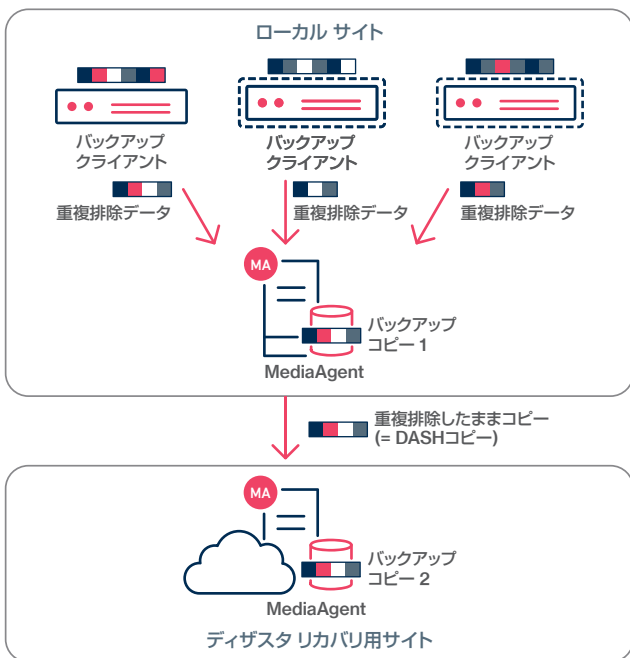 ローカル サイト
バックアップ
クライアント
バックアップ
クライアント
バックアップ
クライアント
重複排除データ
重複排除データ
重複排除データ
MA
バックアップ
コピー 1
MediaAgent
重複排除したままコピー
(= DASHコピー)
MA
バックアップ
コピー 2
MediaAgent
ディザスタ リカバリ用サイト